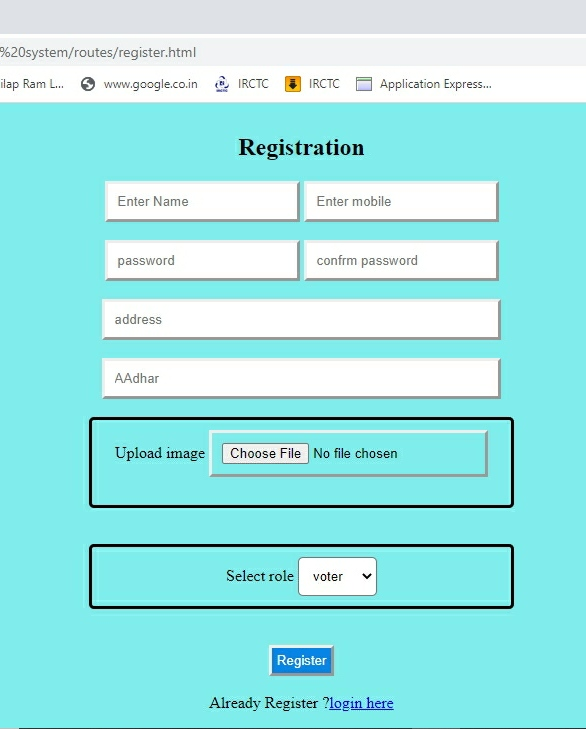 %20system/routes/register.html
ilap Ram L... www.google.co.in IRCTC IRCTC Application Express...
Registration
Enter Name Enter mobile
password confrm password
address
AAdhar
Upload image Choose File No file chosen
Select role voter
Register
Already Register ?login here